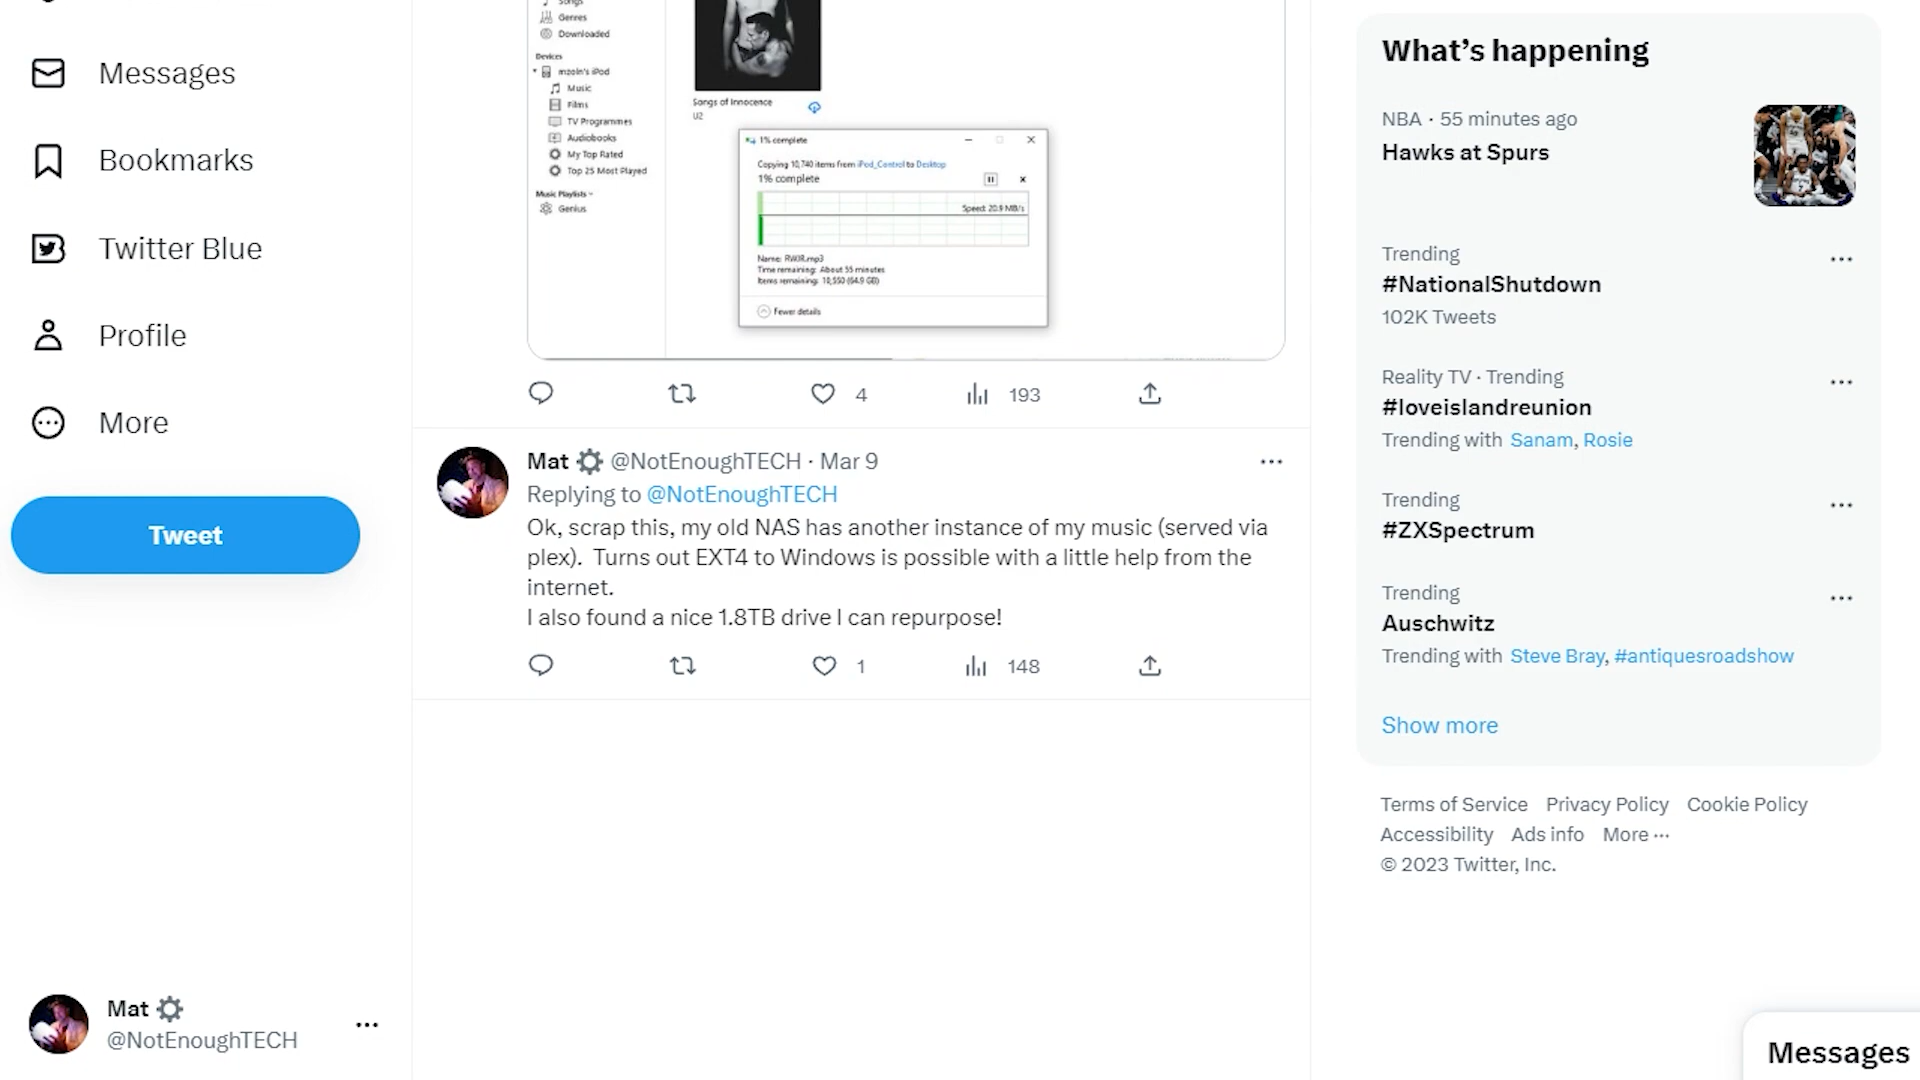 Messages
Bookmarks
Twitter Blue
Profile
More
Tweet
Mat
@NotEnoughTECH
Songs
Genres
Downloaded
Devices
mzoln's iPod
Music
Films
TV Programmes
Audiobooks
My Top Rated
Top 25 Most Played
Music Playlists
Genius
Songs of Innocence
U2
1% complete
Copying 10,740 items from iPod_Control to Desktop
1% complete
Speed: 20.9 MB/s
Name: RWIR.mp3
Time remaining: About 55 minutes
Items remaining: 10,550 (64.9 GB)
Fewer details
4
193
Mat @NotEnoughTECH · Mar 9
Replying to @NotEnoughTECH
Ok, scrap this, my old NAS has another instance of my music (served via
plex). Turns out EXT4 to Windows is possible with a little help from the
internet.
I also found a nice 1.8TB drive I can repurpose!
1
148
What's happening
NBA · 55 minutes ago
Hawks at Spurs
Trending
#NationalShutdown
102K Tweets
Reality TV · Trending
#loveislandreunion
Trending with Sanam, Rosie
Trending
#ZXSpectrum
Trending
Auschwitz
Trending with Steve Bray, #antiquesroadshow
Show more
Terms of Service Privacy Policy Cookie Policy
Accessibility Ads info More ...
© 2023 Twitter, Inc.
Messages